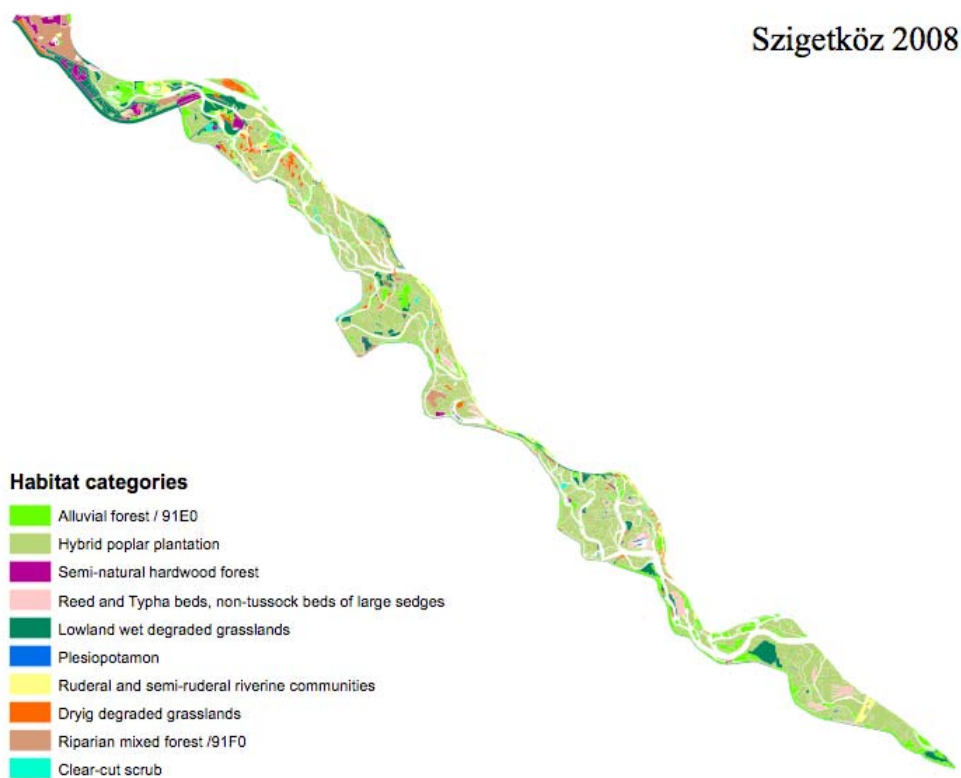 Szigetköz 2008
Habitat categories
Alluvial forest / 91E0
Hybrid poplar plantation
Semi-natural hardwood forest
Reed and Typha beds, non-tussock beds of large sedges
Lowland wet degraded grasslands
Plesiopotamon
Ruderal and semi-ruderal riverine communities
Dryig degraded grasslands
Riparian mixed forest /91F0
Clear-cut scrub